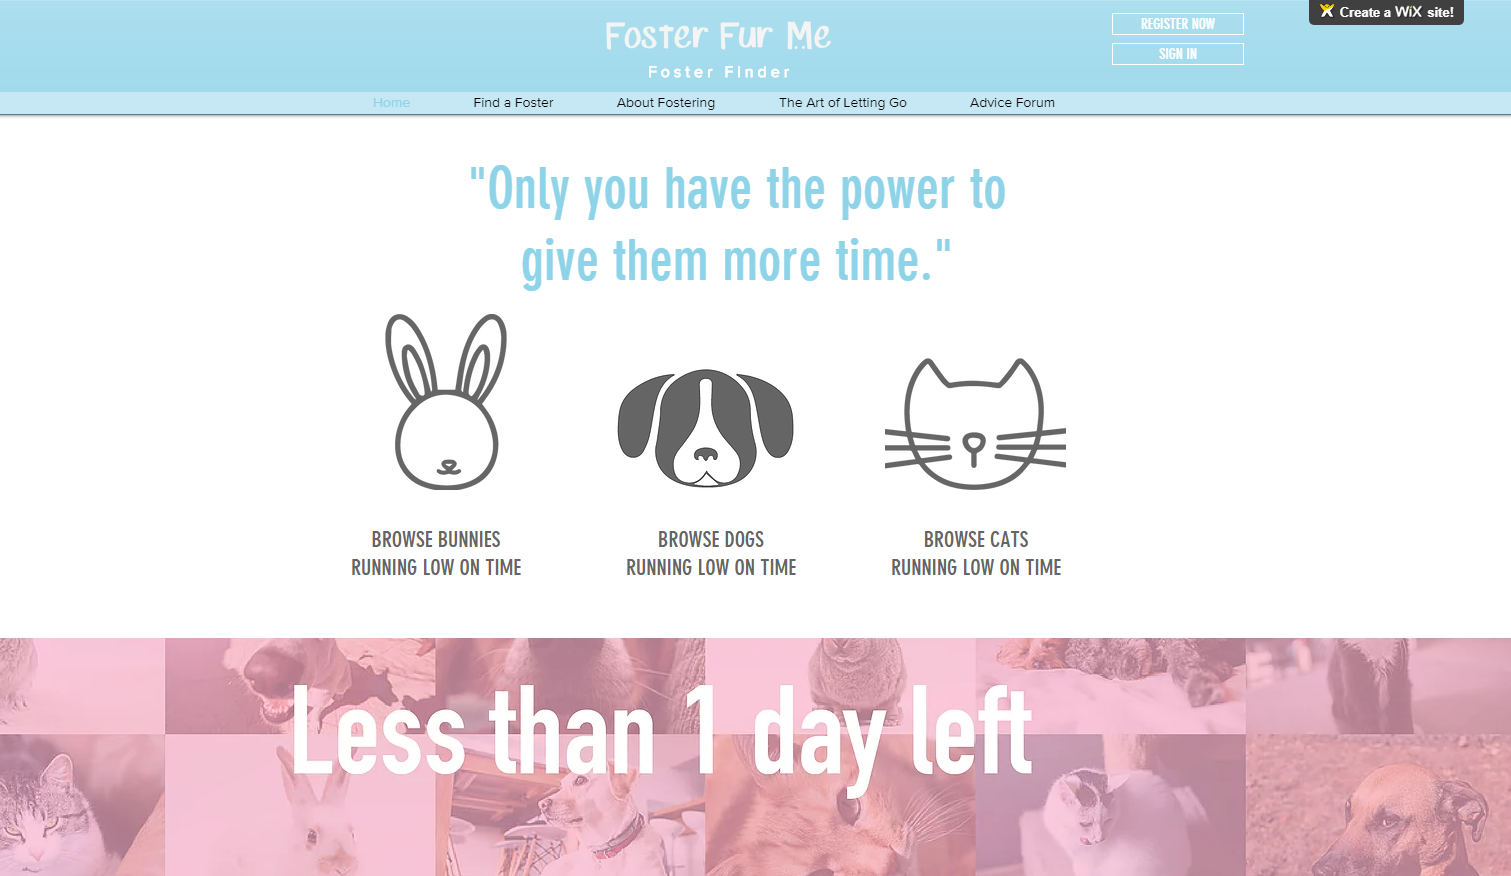 Foster Fur Me
Foster Finder
REGISTER NOW
SIGN IN
Create a WiX site!
Home
Find a Foster
About Fostering
The Art of Letting Go
Advice Forum
"Only you have the power to
give them more time."
BROWSE BUNNIES
RUNNING LOW ON TIME
BROWSE DOGS
RUNNING LOW ON TIME
BROWSE CATS
RUNNING LOW ON TIME
Less than 1 day left